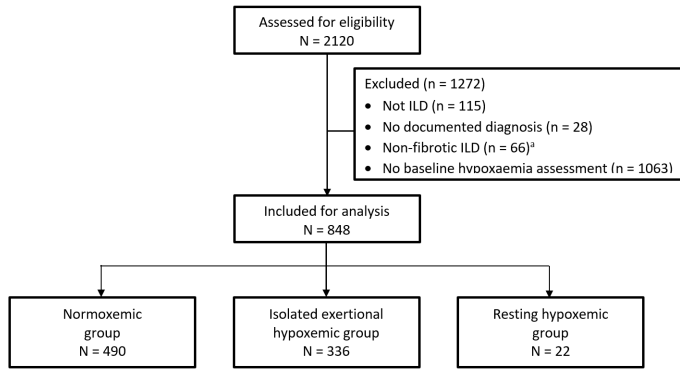 Assessed for eligibility
N = 2120
Excluded (n = 1272)
• Not ILD (n = 115)
• No documented diagnosis (n = 28)
• Non-fibrotic ILD (n = 66)ᵃ
• No baseline hypoxaemia assessment (n = 1063)
Included for analysis
N = 848
Normoxemic
group
N = 490
Isolated exertional
hypoxemic group
N = 336
Resting hypoxemic
group
N = 22